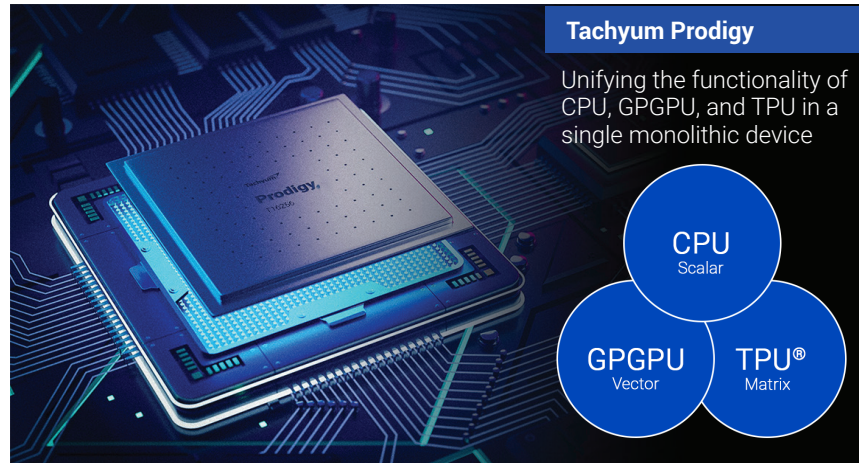 Tachyum Prodigy
Unifying the functionality of
CPU, GPGPU, and TPU in a
single monolithic device
Tachyum
Prodigy
CPU
Scalar
GPGPU
Vector
TPU®
Matrix